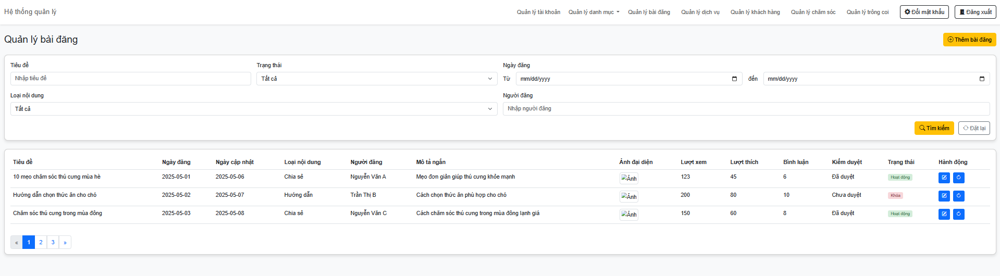 Hệ thống quản lý
Quản lý tài khoản Quản lý danh mục Quản lý bài đăng Quản lý dịch vụ Quản lý khách hàng Quản lý chăm sóc Quản lý trông coi Đổi mật khẩu Đăng xuất
Quản lý bài đăng
Thêm bài đăng
Tiêu đề Trạng thái Ngày đăng
Nhập tiêu đề Tất cả Từ mm/dd/yyyy đến mm/dd/yyyy
Loại nội dung Người đăng
Tất cả Nhập người đăng
Tìm kiếm Đặt lại
Tiêu đề Ngày đăng Ngày cập nhật Loại nội dung Người đăng Mô tả ngắn Ảnh đại diện Lượt xem Lượt thích Bình luận Kiểm duyệt Trạng thái Hành động
10 mẹo chăm sóc thú cưng mùa hè 2025-05-01 2025-05-06 Chia sẻ Nguyễn Văn A Mẹo đơn giản giúp thú cưng khỏe mạnh Ảnh 123 45 6 Đã duyệt Hoạt động
Hướng dẫn chọn thức ăn cho chó 2025-05-02 2025-05-07 Hướng dẫn Trần Thị B Cách chọn thức ăn phù hợp cho chó Ảnh 200 80 10 Chưa duyệt Khóa
Chăm sóc thú cưng trong mùa đông 2025-05-03 2025-05-08 Chia sẻ Nguyễn Văn C Cách chăm sóc thú cưng trong mùa đông lạnh giá Ảnh 150 60 8 Đã duyệt Hoạt động
« 1 2 3 »